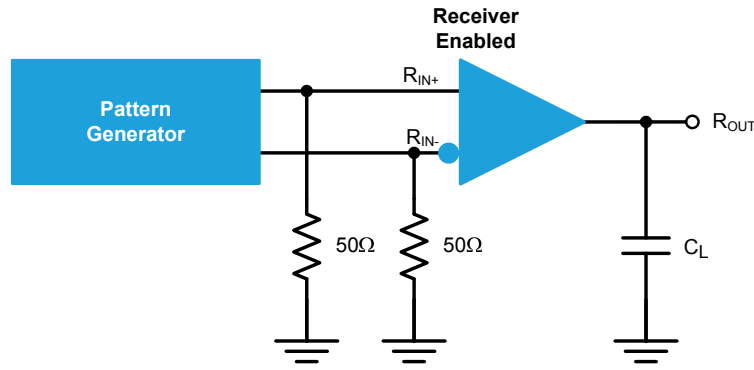 Receiver
Enabled
Pattern
Generator
RIN+
RIN-
ROUT
50Ω
50Ω
CL